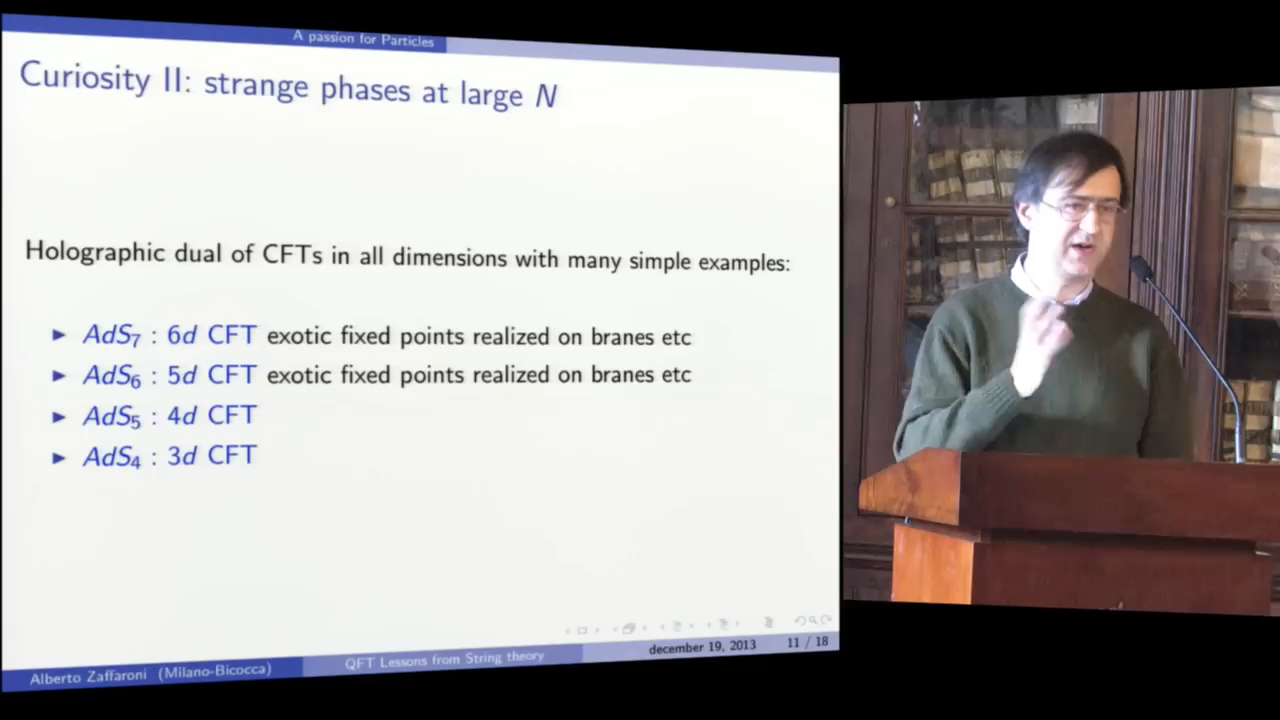 A passion for Particles
Curiosity II: strange phases at large N
Holographic dual of CFTs in all dimensions with many simple examples:
► AdS₇ : 6d CFT exotic fixed points realized on branes etc
► AdS₆ : 5d CFT exotic fixed points realized on branes etc
► AdS₅ : 4d CFT
► AdS₄ : 3d CFT
Alberto Zaffaroni (Milano-Bicocca) QFT Lessons from String theory december 19, 2013 11 / 18